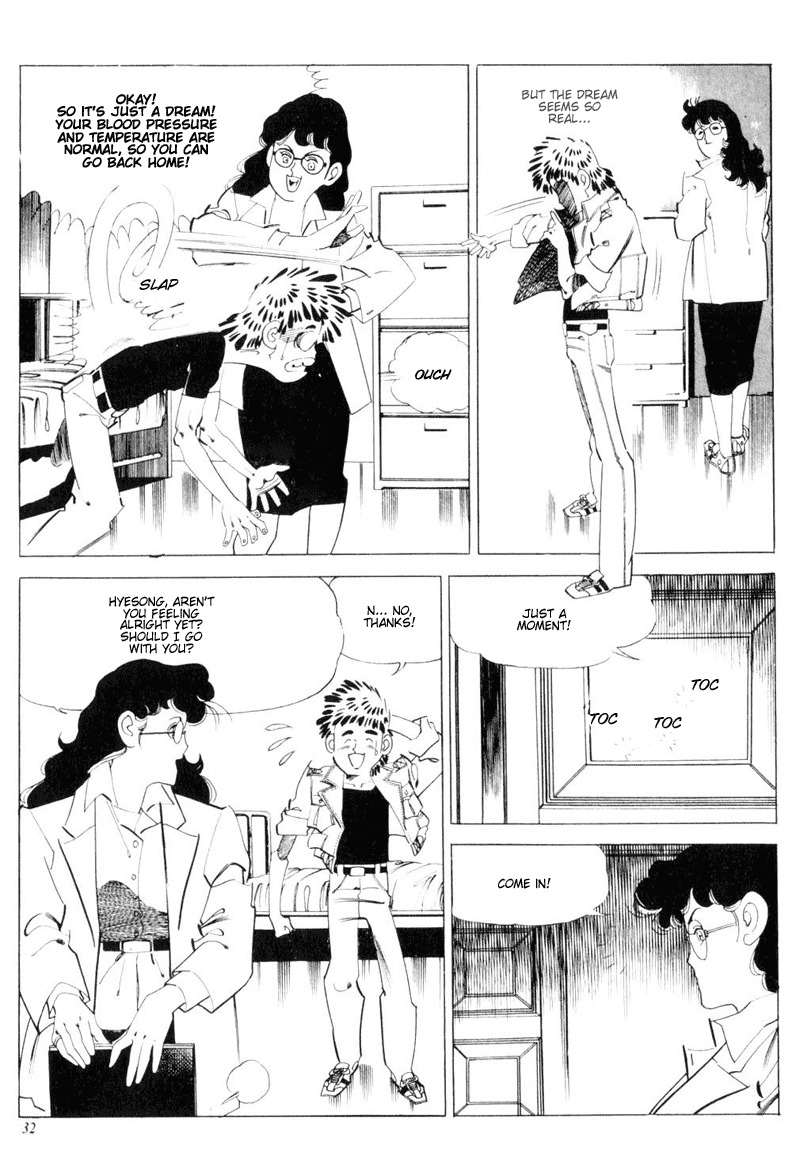 OKAY!
SO IT'S JUST A DREAM!
YOUR BLOOD PRESSURE
AND TEMPERATURE ARE
NORMAL, SO YOU CAN
GO BACK HOME!
SLAP
OUCH
BUT THE DREAM
SEEMS SO
REAL...
HYESONG, AREN'T
YOU FEELING
ALRIGHT YET?
SHOULD I GO
WITH YOU?
N... NO,
THANKS!
JUST A
MOMENT!
TOC
TOC
TOC
COME IN!
32